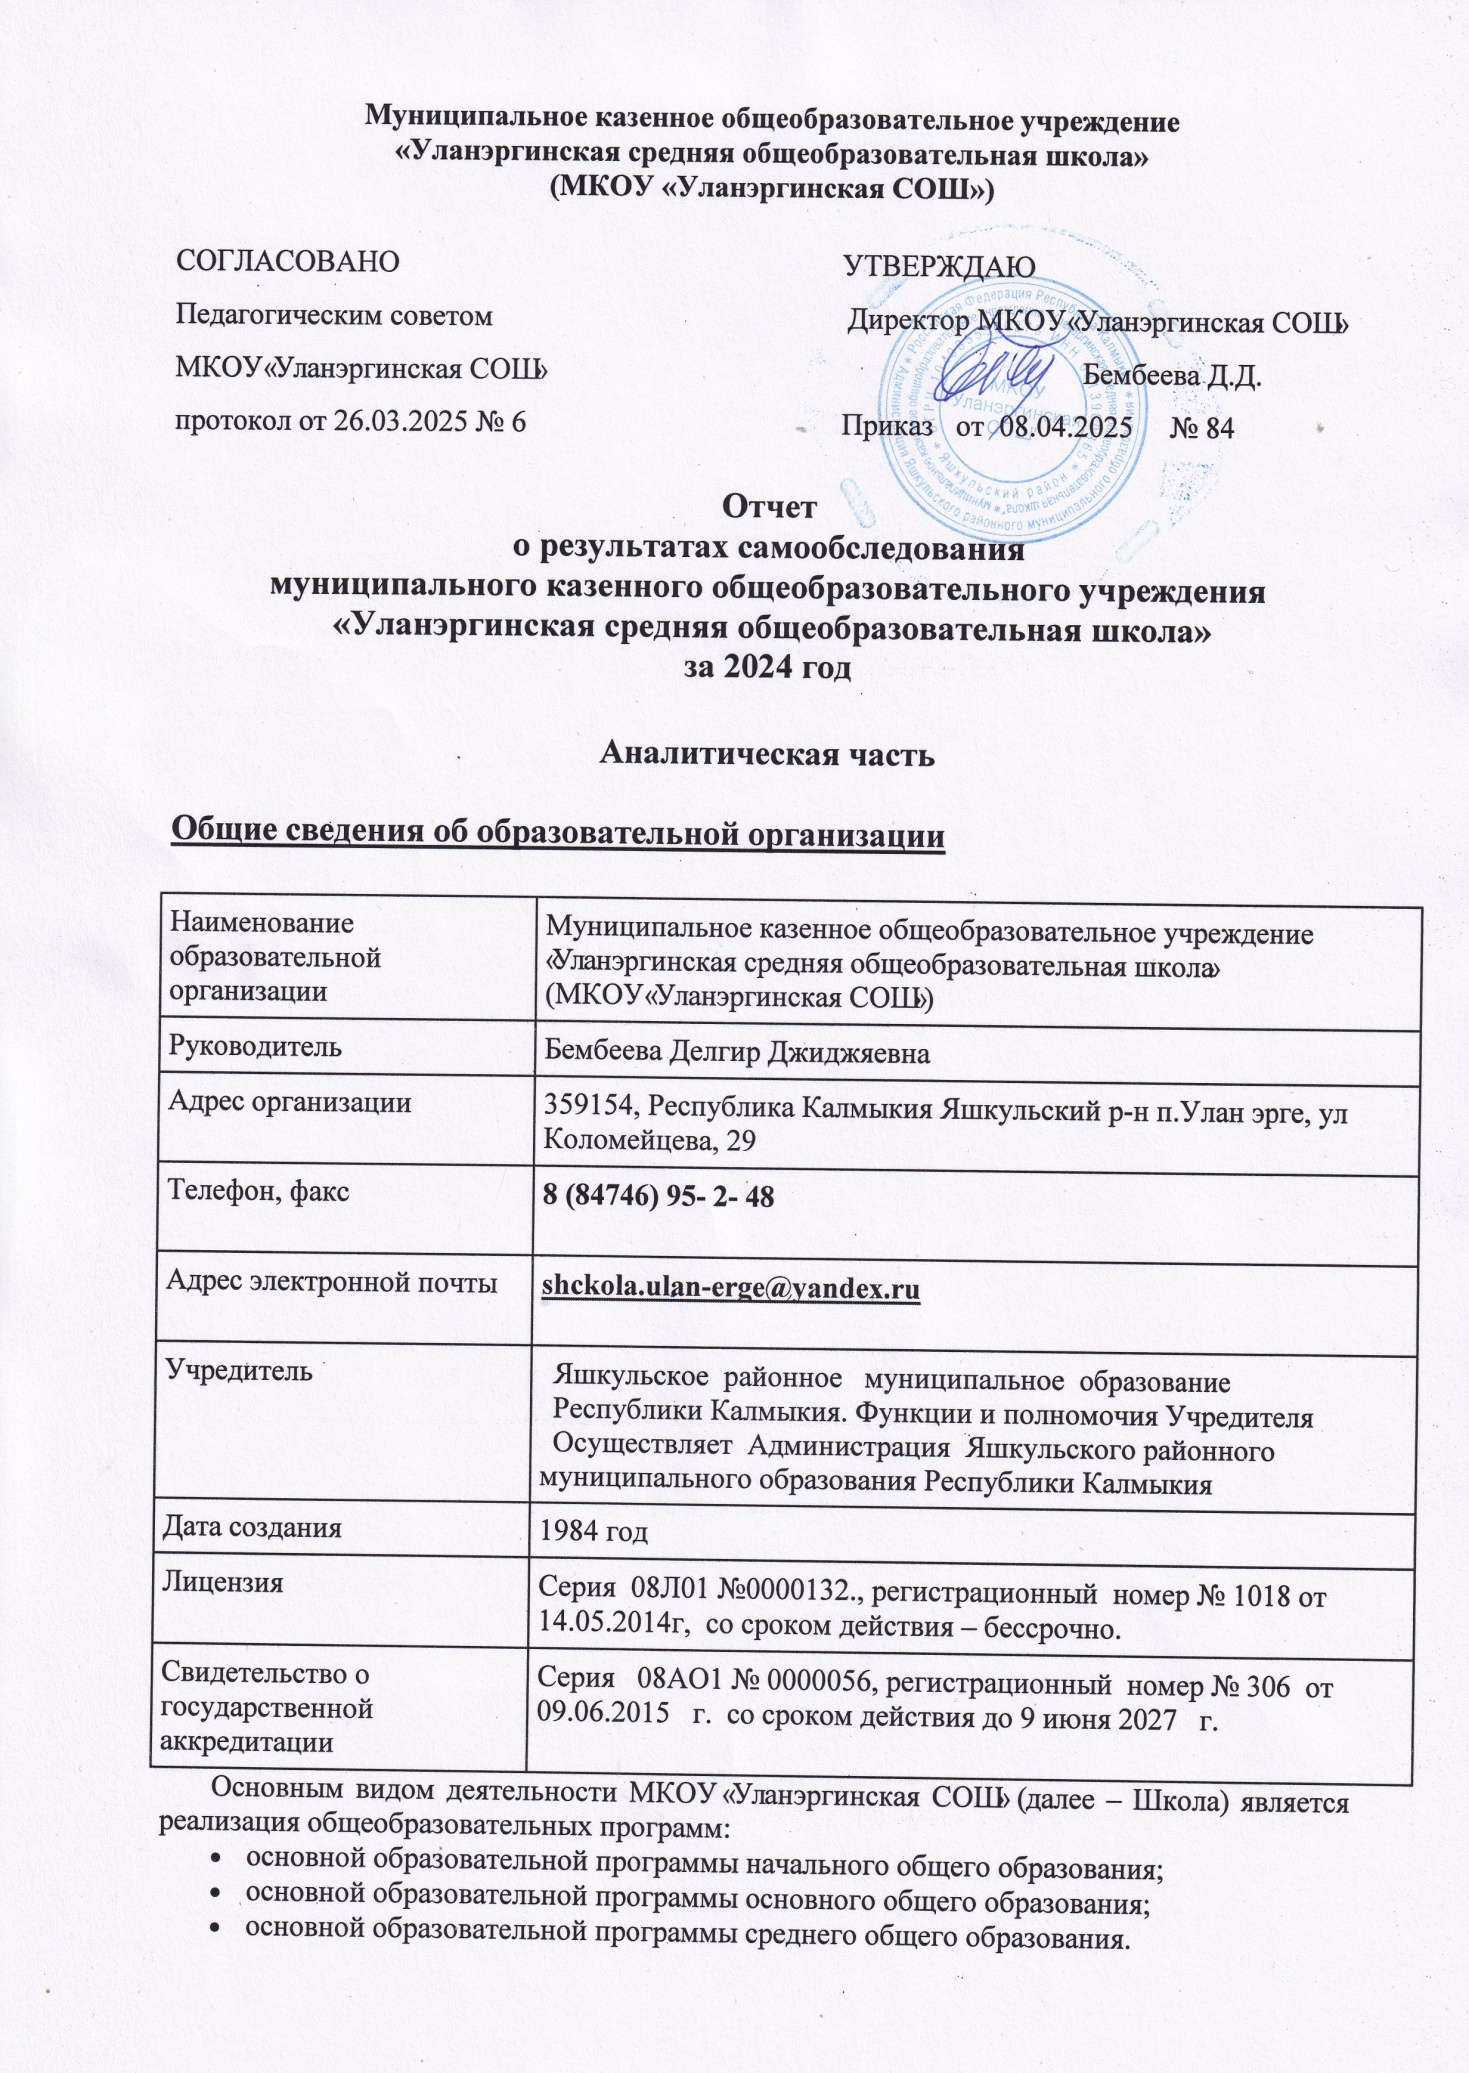 Муниципальное казенное общеобразовательное учреждение
«Уланэргинская средняя общеобразовательная школа»
(МКОУ «Уланэргинская СОШ»)
СОГЛАСОВАНО
Педагогическим советом
МКОУ «Уланэргинская СОШ»
протокол от 26.03.2025 № 6
УТВЕРЖДАЮ
Директор МКОУ «Уланэргинская СОШ»
Бембеева Д.Д.
Приказ от 08.04.2025 № 84
МКОУ
Уланэргинская
СОШ
Отчет
о результатах самообследования
муниципального казенного общеобразовательного учреждения
«Уланэргинская средняя общеобразовательная школа»
за 2024 год
Аналитическая часть
Общие сведения об образовательной организации
Наименование
образовательной
организации
Муниципальное казенное общеобразовательное учреждение
«Уланэргинская средняя общеобразовательная школа»
(МКОУ «Уланэргинская СОШ»)
Руководитель
Бембеева Делгир Джиджяевна
Адрес организации
359154, Республика Калмыкия Яшкульский р-н п.Улан эрге, ул
Коломейцева, 29
Телефон, факс
8 (84746) 95- 2- 48
Адрес электронной почты
shckola.ulan-erge@yandex.ru
Учредитель
Яшкульское районное муниципальное образование
Республики Калмыкия. Функции и полномочия Учредителя
Осуществляет Администрация Яшкульского районного
муниципального образования Республики Калмыкия
Дата создания
1984 год
Лицензия
Серия 08Л01 №0000132., регистрационный номер № 1018 от
14.05.2014г, со сроком действия – бессрочно.
Свидетельство о
государственной
аккредитации
Серия 08АО1 № 0000056, регистрационный номер № 306 от
09.06.2015 г. со сроком действия до 9 июня 2027 г.
Основным видом деятельности МКОУ «Уланэргинская СОШ» (далее – Школа) является
реализация общеобразовательных программ:
• основной образовательной программы начального общего образования;
• основной образовательной программы основного общего образования;
• основной образовательной программы среднего общего образования.